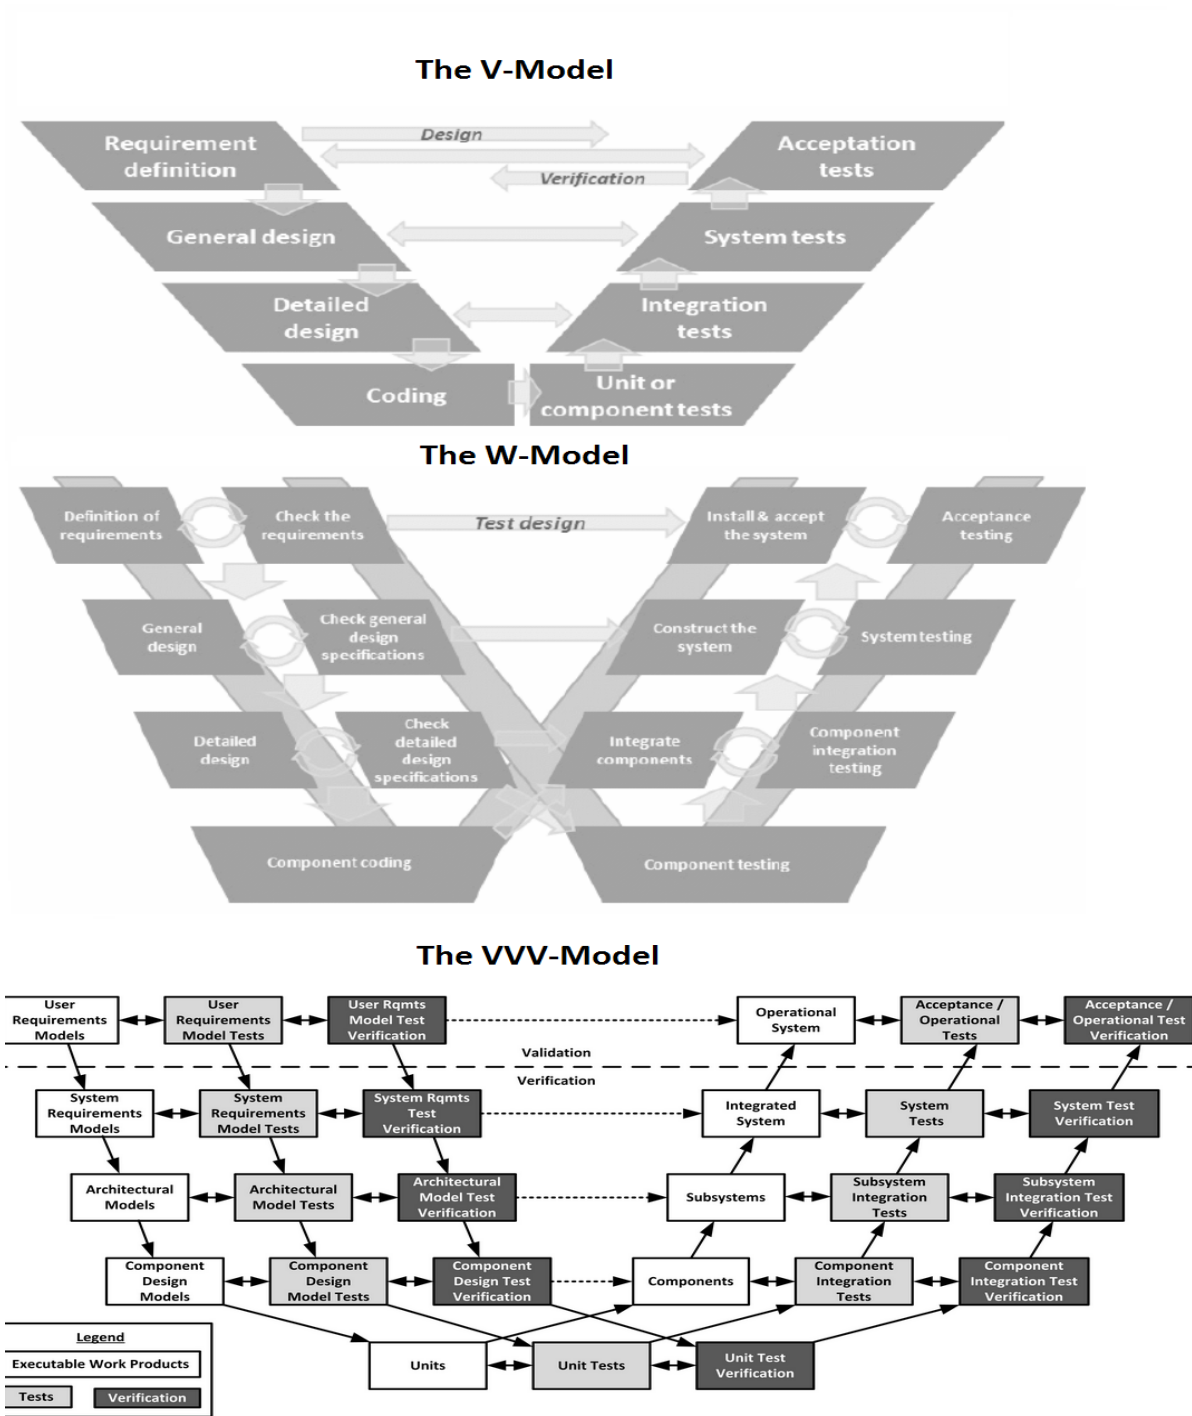 The V-Model
Requirement
definition
Design
Verification
Acceptation
tests
General design
System tests
Detailed
design
Integration
tests
Coding
Unit or
component tests
The W-Model
Definition of
requirements
Check the
requirements
Test design
Install & accept
the system
Acceptance
testing
General
design
Check general
design
specifications
Construct the
system
System testing
Detailed
design
Check
detailed
design
specifications
Integrate
components
Component
integration
testing
Component coding
Component testing
The VVV-Model
User
Requirements
Models
User
Requirements
Model Tests
User Rqmts
Model Test
Verification
Operational
System
Acceptance /
Operational
Tests
Acceptance /
Operational Test
Verification
Validation
Verification
System
Requirements
Models
System
Requirements
Model Tests
System Rqmts
Test
Verification
Integrated
System
System
Tests
System Test
Verification
Architectural
Models
Architectural
Model Tests
Architectural
Model Test
Verification
Subsystems
Subsystem
Integration
Tests
Subsystem
Integration Test
Verification
Component
Design
Models
Component
Design
Model Tests
Component
Design Test
Verification
Components
Component
Integration
Tests
Component
Integration Test
Verification
Units
Unit Tests
Unit Test
Verification
Legend
Executable Work Products
Tests
Verification